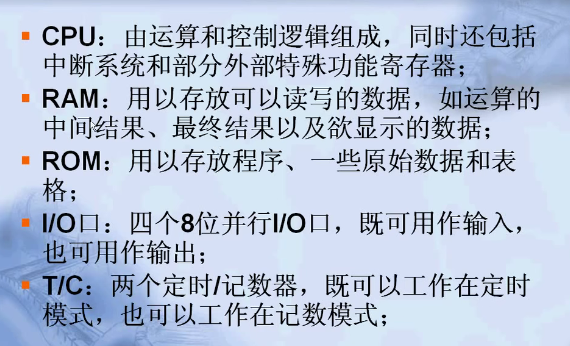 CPU：由运算和控制逻辑组成，同时还包括
中断系统和部分外部特殊功能寄存器；
RAM：用以存放可以读写的数据，如运算的
中间结果、最终结果以及欲显示的数据；
ROM：用以存放程序、一些原始数据和表
格；
I/O口：四个8位并行I/O口，既可用作输入，
也可用作输出；
T/C：两个定时/记数器，既可以工作在定时
模式，也可以工作在记数模式；